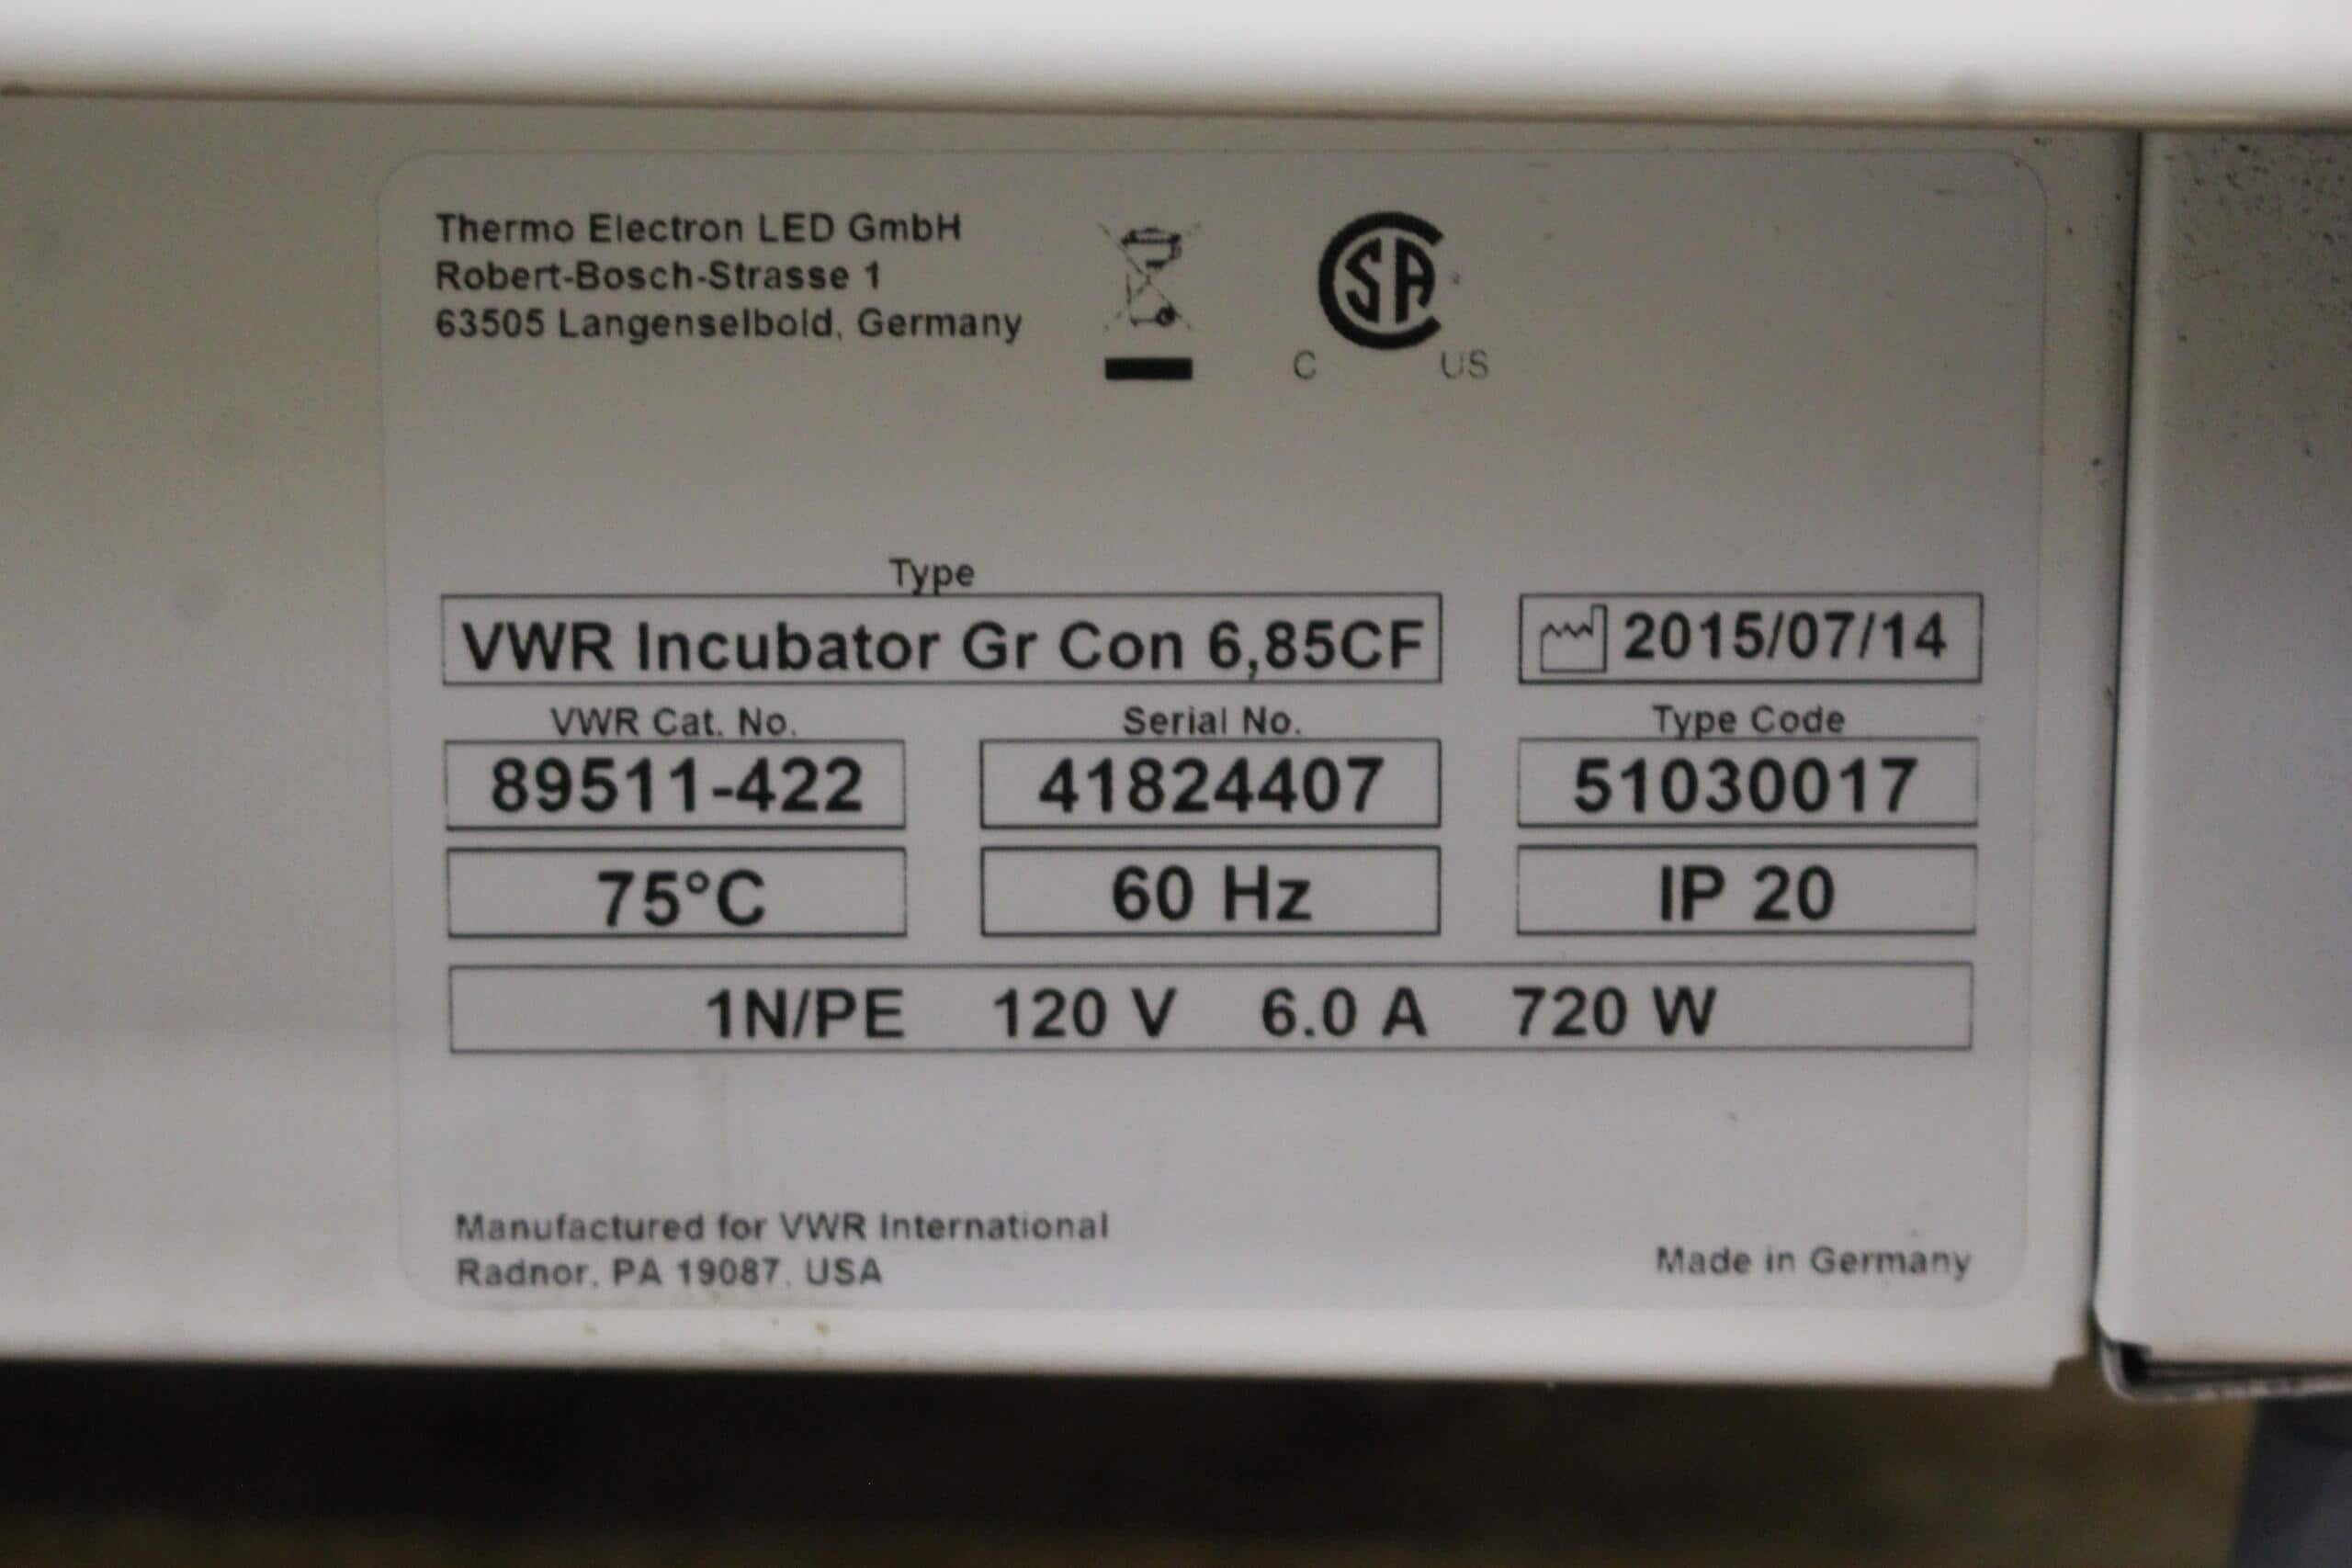 Thermo Electron LED GmbH
Robert-Bosch-Strasse 1
63505 Langenselbold, Germany
SA
C US
Type
VWR Incubator Gr Con 6,85CF
2015/07/14
VWR Cat. No. Serial No. Type Code
89511-422 41824407 51030017
75°C 60 Hz IP 20
1N/PE 120 V 6.0 A 720 W
Manufactured for VWR International
Radnor, PA 19087, USA
Made in Germany